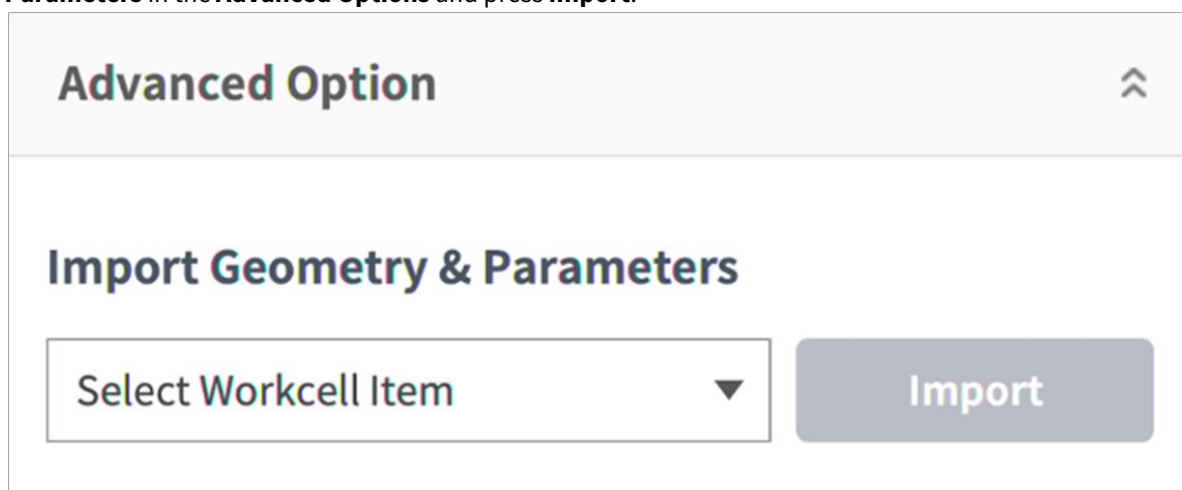 Parameters in the Advanced Options and press Import.
Advanced Option
Import Geometry & Parameters
Select Workcell Item
Import